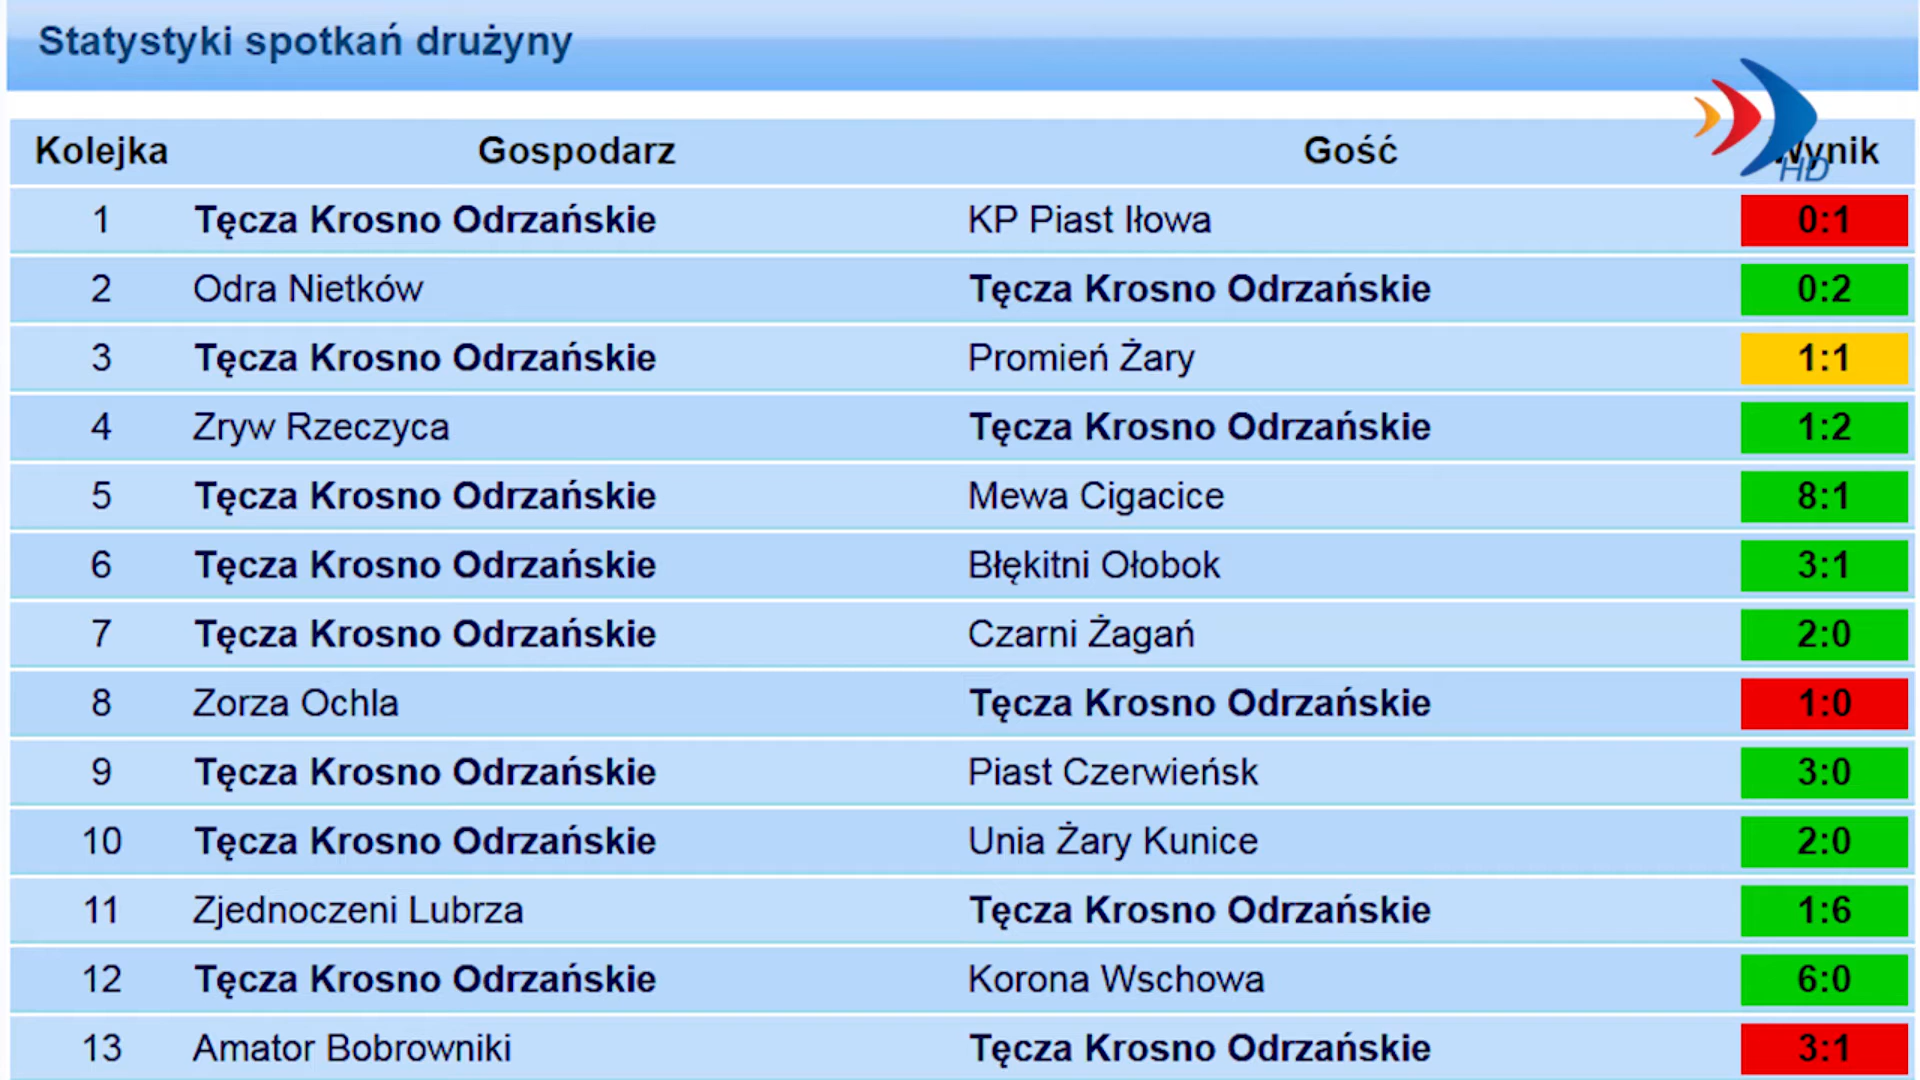 Statystyki spotkań drużyny
Kolejka Gospodarz Gość Wynik
HD
1 Tęcza Krosno Odrzańskie KP Piast Iłowa 0:1
2 Odra Nietków Tęcza Krosno Odrzańskie 0:2
3 Tęcza Krosno Odrzańskie Promień Żary 1:1
4 Zryw Rzeczyca Tęcza Krosno Odrzańskie 1:2
5 Tęcza Krosno Odrzańskie Mewa Cigacice 8:1
6 Tęcza Krosno Odrzańskie Błękitni Ołobok 3:1
7 Tęcza Krosno Odrzańskie Czarni Żagań 2:0
8 Zorza Ochla Tęcza Krosno Odrzańskie 1:0
9 Tęcza Krosno Odrzańskie Piast Czerwieńsk 3:0
10 Tęcza Krosno Odrzańskie Unia Żary Kunice 2:0
11 Zjednoczeni Lubrza Tęcza Krosno Odrzańskie 1:6
12 Tęcza Krosno Odrzańskie Korona Wschowa 6:0
13 Amator Bobrowniki Tęcza Krosno Odrzańskie 3:1